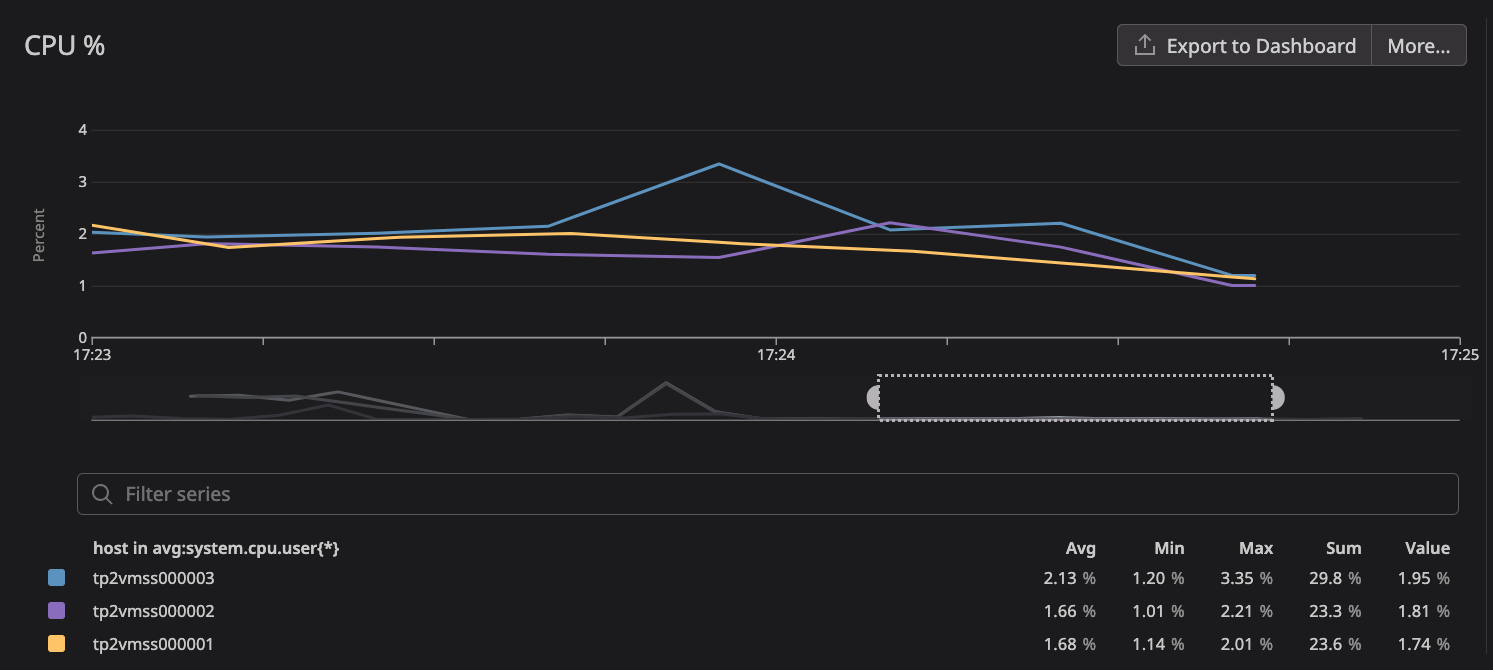 CPU %
Export to Dashboard More...
4
3
2
1
0
Percent
17:23 17:24 17:25
Filter series
host in avg:system.cpu.user{*} Avg Min Max Sum Value
tp2vmss000003 2.13 % 1.20 % 3.35 % 29.8 % 1.95 %
tp2vmss000002 1.66 % 1.01 % 2.21 % 23.3 % 1.81 %
tp2vmss000001 1.68 % 1.14 % 2.01 % 23.6 % 1.74 %